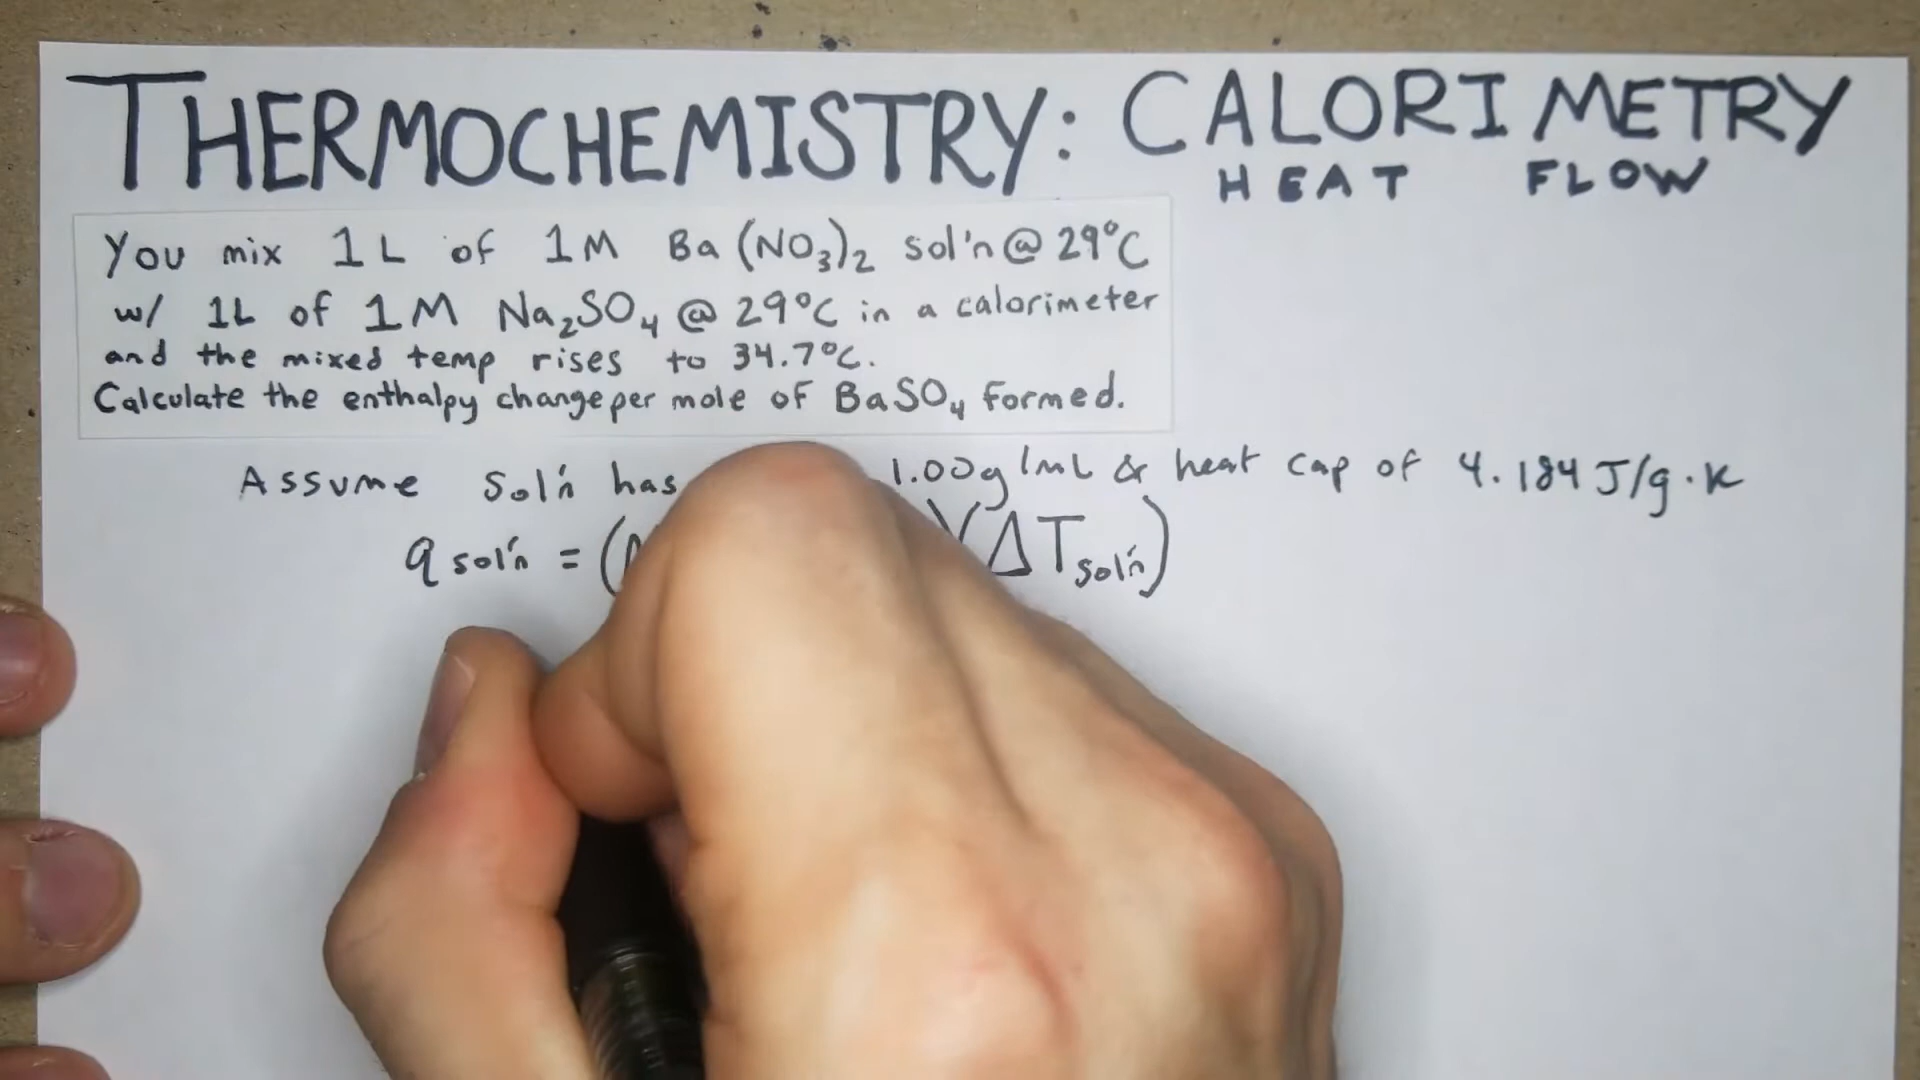 THERMOCHEMISTRY: CALORIMETRY
HEAT FLOW
You mix 1L of 1M Ba(NO₃)₂ sol'n @ 29°C
w/ 1L of 1M Na₂SO₄ @ 29°C in a calorimeter
and the mixed temp rises to 34.7°C.
Calculate the enthalpy change per mole of BaSO₄ formed.
Assume sol'n has 1.00g/mL & heat cap of 4.184 J/g·K
q sol'n = ( )(ΔT sol'n)